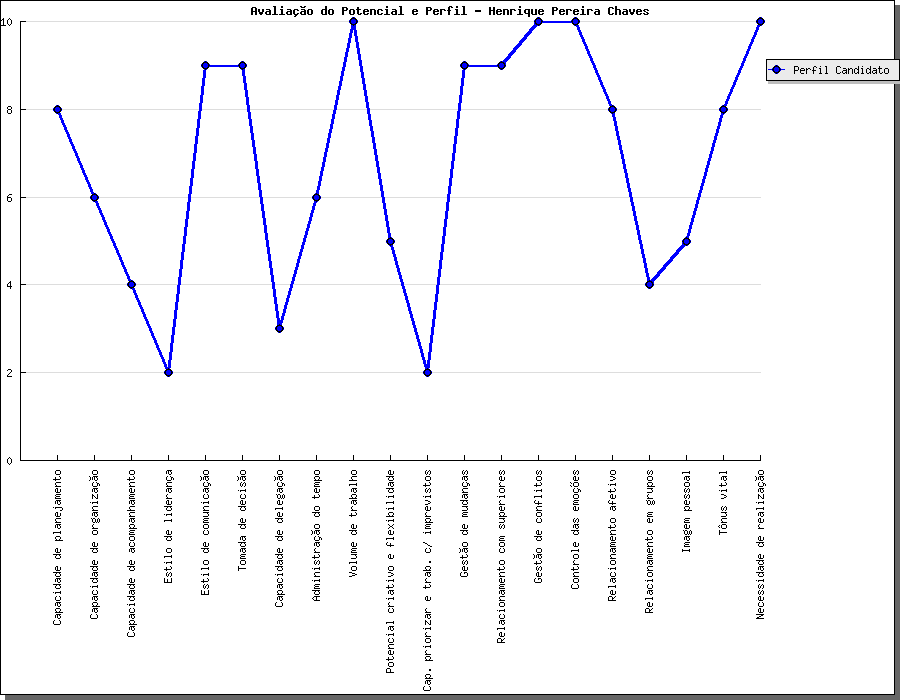 Avaliação do Potencial e Perfil - Henrique Pereira Chaves
10
8
6
4
2
0
Perfil Candidato
Capacidade de planejamento
Capacidade de organização
Capacidade de acompanhamento
Estilo de liderança
Estilo de comunicação
Tomada de decisão
Capacidade de delegação
Administração do tempo
Volume de trabalho
Potencial criativo e flexibilidade
Cap. priorizar e trab. c/ imprevistos
Gestão de mudanças
Relacionamento com superiores
Gestão de conflitos
Controle das emoções
Relacionamento afetivo
Relacionamento em grupos
Imagem pessoal
Tônus vital
Necessidade de realização